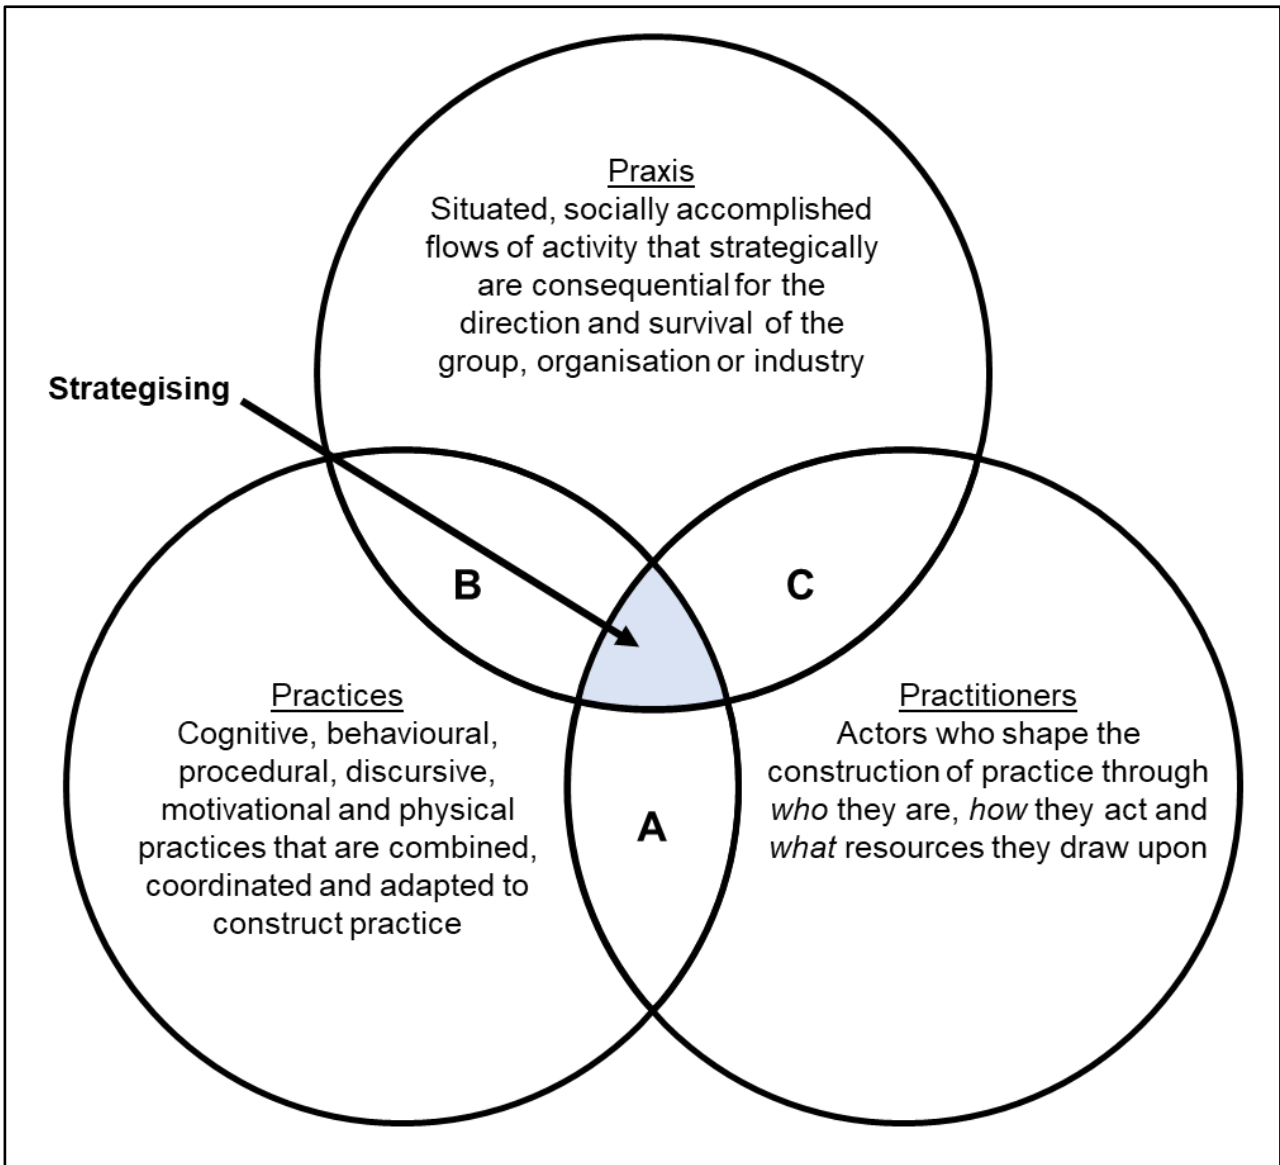 Praxis
Situated, socially accomplished
flows of activity that strategically
are consequential for the
direction and survival of the
group, organisation or industry
Strategising
B
C
Practices
Cognitive, behavioural,
procedural, discursive,
motivational and physical
practices that are combined,
coordinated and adapted to
construct practice
A
Practitioners
Actors who shape the
construction of practice through
who they are, how they act and
what resources they draw upon